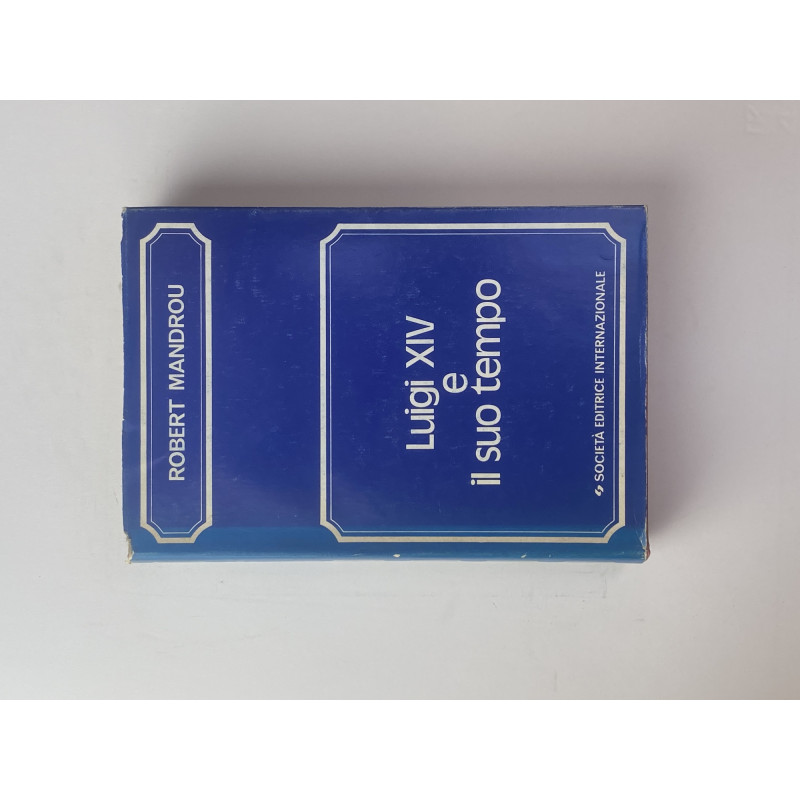 ROBERT MANDROU
Luigi XIV
e
il suo tempo
SOCIETÀ EDITRICE INTERNAZIONALE